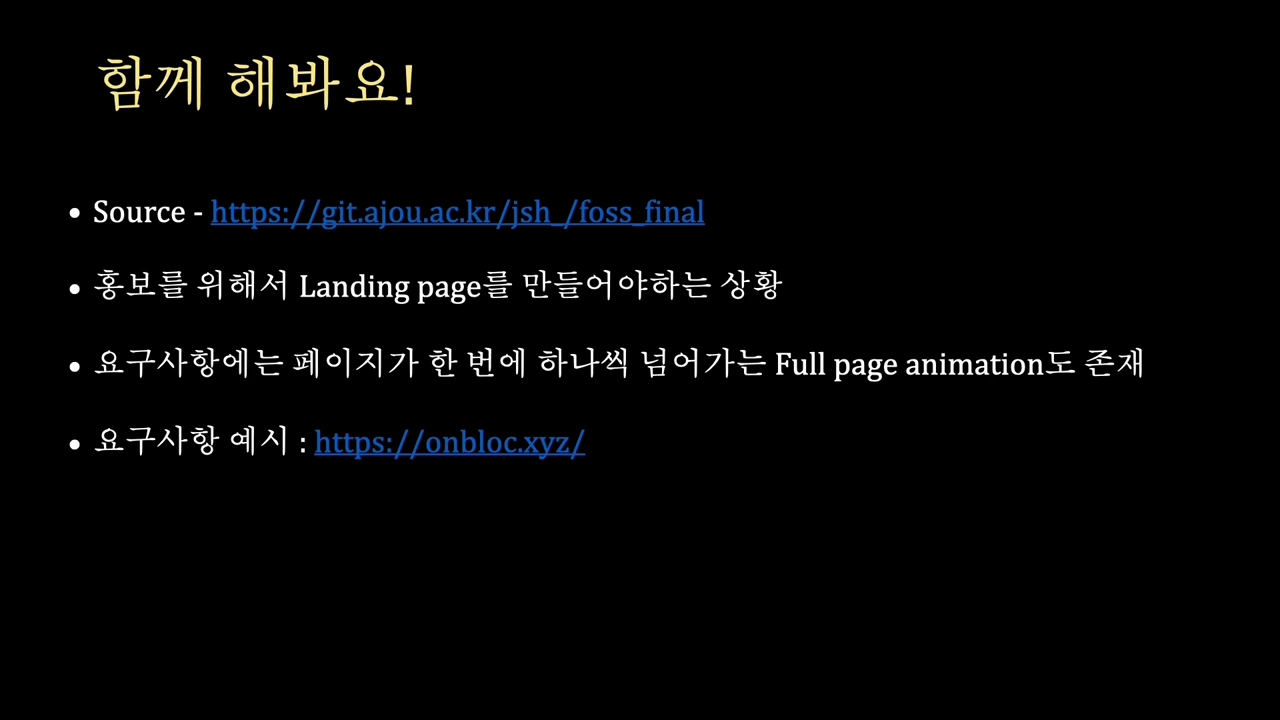 함께 해봐요!
• Source - https://git.ajou.ac.kr/jsh_/foss_final
• 홍보를 위해서 Landing page를 만들어야하는 상황
• 요구사항에는 페이지가 한 번에 하나씩 넘어가는 Full page animation도 존재
• 요구사항 예시 : https://onbloc.xyz/